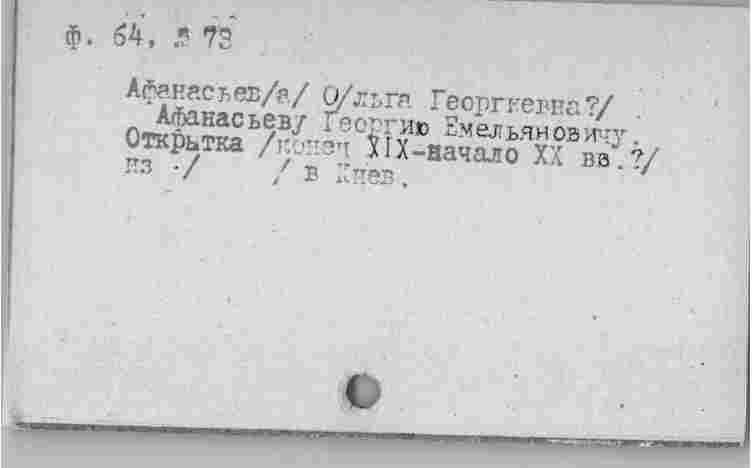 ф. 64, № 73
Афанасьев/а/ О/льга Георгиевна?/
Афанасьеву Георгию Емельяновичу.
Открытка /конец XIX-начало XX вв.?/
из ·/ / в Киев.